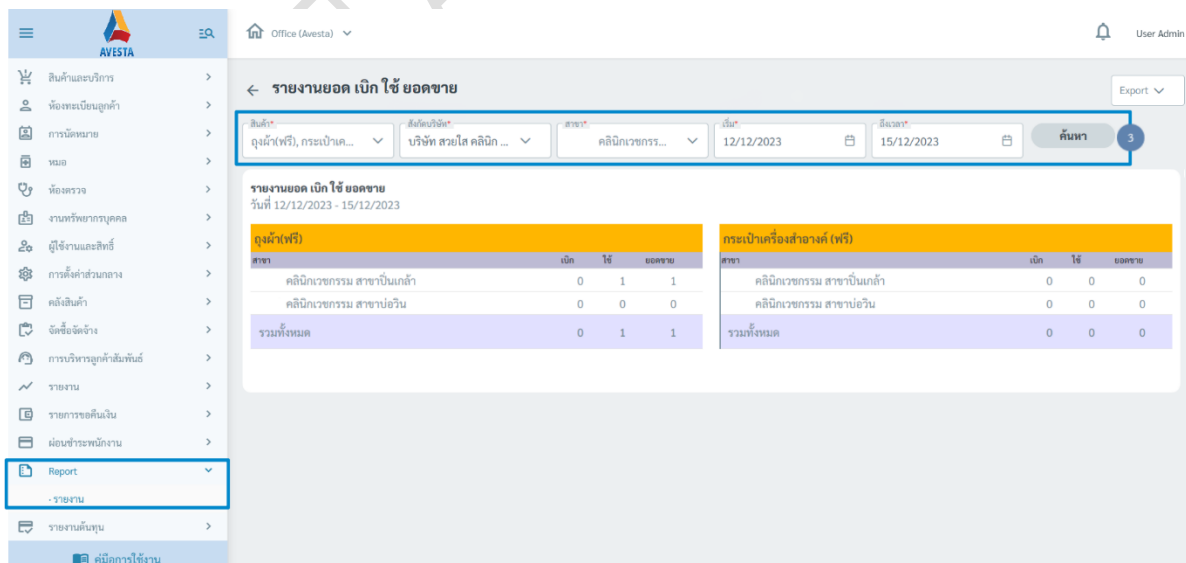 AVESTA
Office (Avesta)
User Admin
สินค้าและบริการ
ห้องทะเบียนลูกค้า
การนัดหมาย
หมอ
ห้องตรวจ
งานทรัพยากรบุคคล
ผู้ใช้งานและสิทธิ์
การตั้งค่าส่วนกลาง
คลังสินค้า
จัดซื้อจัดจ้าง
การบริหารลูกค้าสัมพันธ์
รายงาน
รายการขอคืนเงิน
ผ่อนชำระพนักงาน
Report
- รายงาน
รายงานต้นทุน
คู่มือการใช้งาน
รายงานยอด เบิก ใช้ ยอดขาย
Export
สินค้า* สังกัดบริษัท* สาขา* เริ่ม* ถึงเวลา*
ถุงผ้า(ฟรี), กระเป๋าเค... บริษัท สวยใส คลินิก ... คลินิกเวชกรร... 12/12/2023 15/12/2023 ค้นหา 3
รายงานยอด เบิก ใช้ ยอดขาย
วันที่ 12/12/2023 - 15/12/2023
ถุงผ้า(ฟรี)
สาขา เบิก ใช้ ยอดขาย
คลินิกเวชกรรม สาขาปิ่นเกล้า 0 1 1
คลินิกเวชกรรม สาขาบ่อวิน 0 0 0
รวมทั้งหมด 0 1 1
กระเป๋าเครื่องสำอางค์ (ฟรี)
สาขา เบิก ใช้ ยอดขาย
คลินิกเวชกรรม สาขาปิ่นเกล้า 0 0 0
คลินิกเวชกรรม สาขาบ่อวิน 0 0 0
รวมทั้งหมด 0 0 0